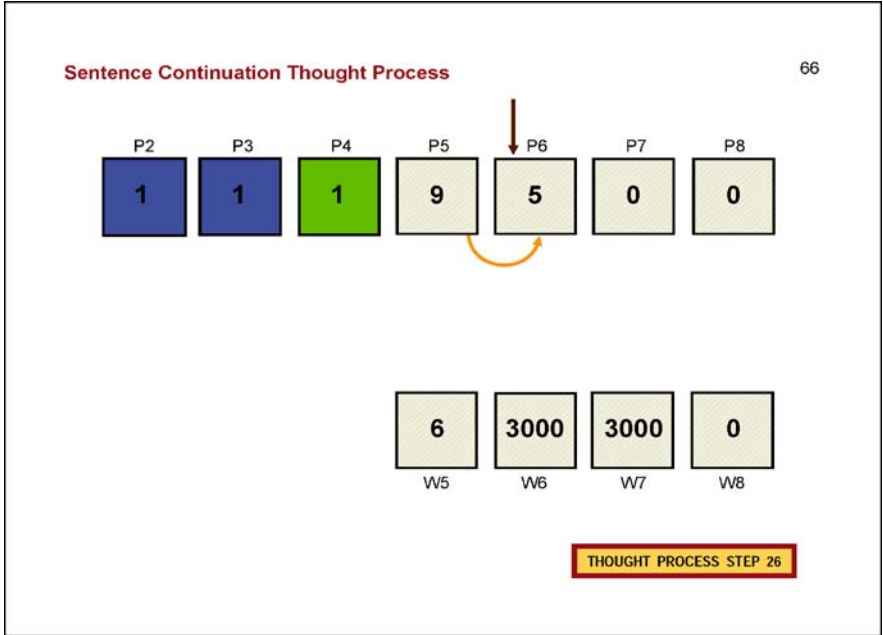 Sentence Continuation Thought Process
66
P2 P3 P4 P5 P6 P7 P8
1 1 1 9 5 0 0
6 3000 3000 0
W5 W6 W7 W8
THOUGHT PROCESS STEP 26